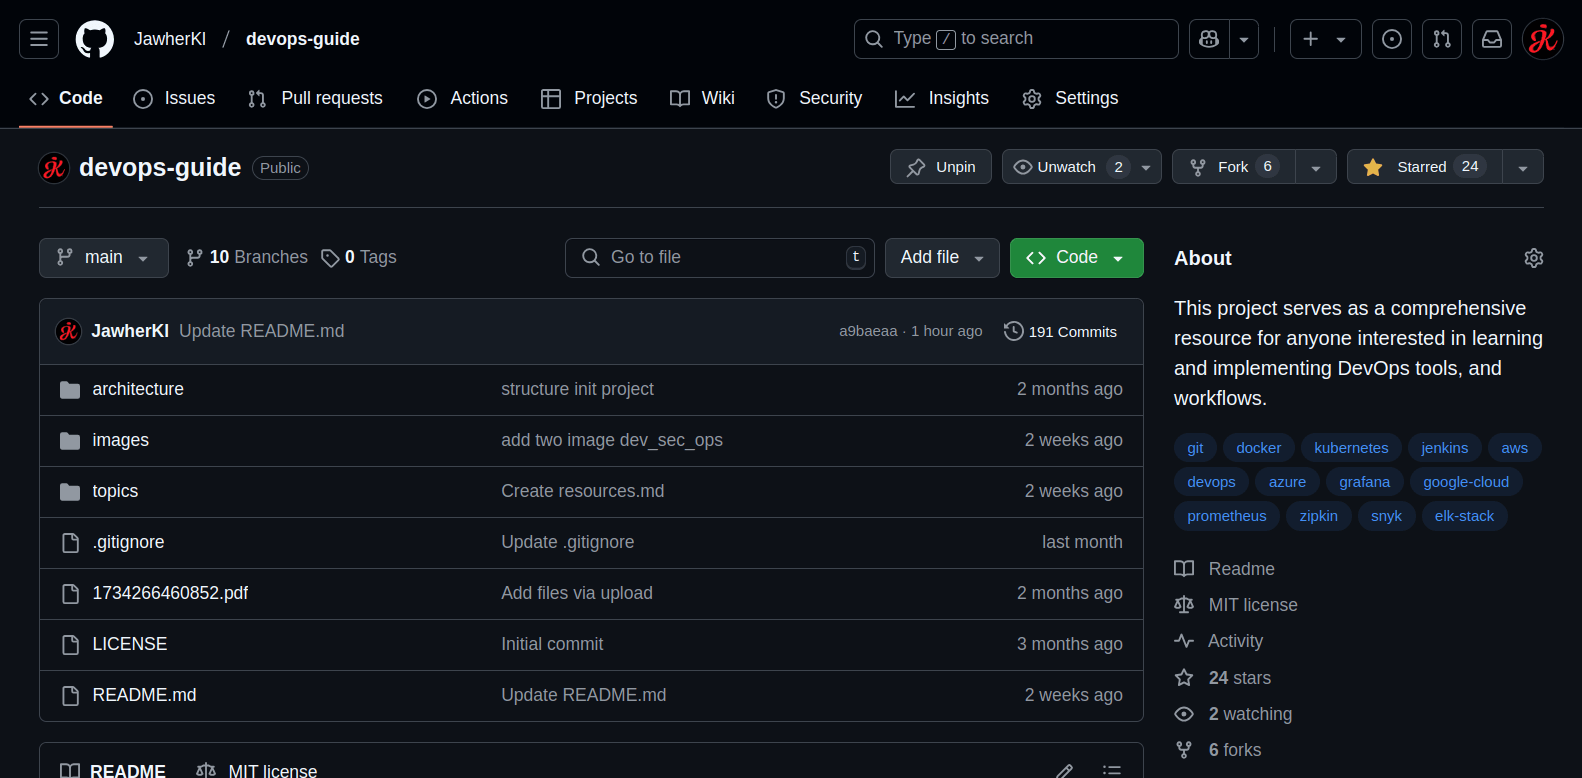 JawherKI / devops-guide
Type / to search
Code Issues Pull requests Actions Projects Wiki Security Insights Settings
devops-guide Public
Unpin Unwatch 2 Fork 6 Starred 24
main 10 Branches 0 Tags
Go to file t
Add file Code
JawherKI Update README.md a9baeaa · 1 hour ago 191 Commits
architecture structure init project 2 months ago
images add two image dev_sec_ops 2 weeks ago
topics Create resources.md 2 weeks ago
.gitignore Update .gitignore last month
1734266460852.pdf Add files via upload 2 months ago
LICENSE Initial commit 3 months ago
README.md Update README.md 2 weeks ago
README MIT license
About
This project serves as a comprehensive
resource for anyone interested in learning
and implementing DevOps tools, and
workflows.
git docker kubernetes jenkins aws
devops azure grafana google-cloud
prometheus zipkin snyk elk-stack
Readme
MIT license
Activity
24 stars
2 watching
6 forks